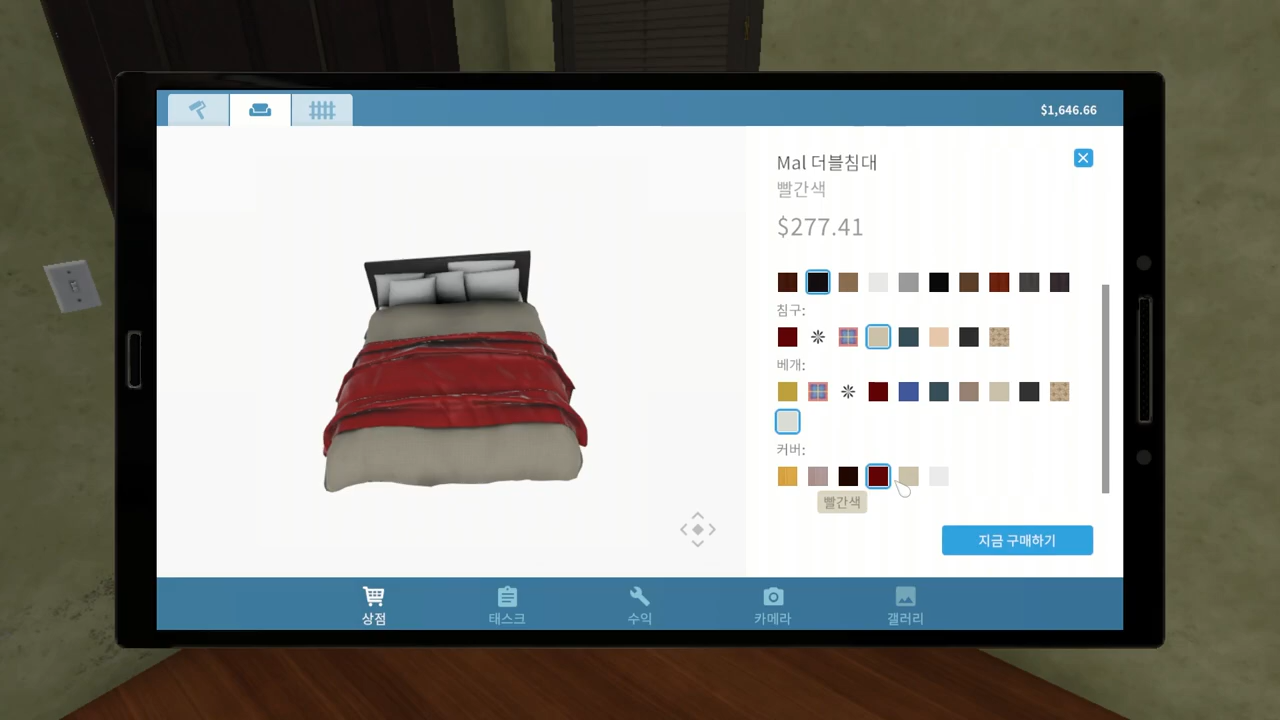 $1,646.66
Mal 더블침대
빨간색
$277.41
침구:
베개:
커버:
빨간색
지금 구매하기
상점
태스크
수익
카메라
갤러리